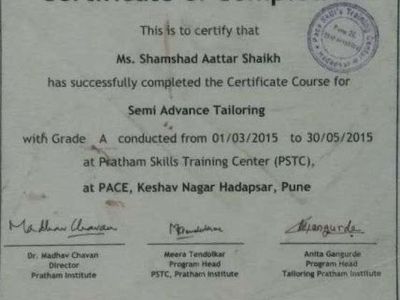 This is to certify that
Ms. Shamshad Aattar Shaikh
has successfully completed the Certificate Course for
Semi Advance Tailoring
with Grade A conducted from 01/03/2015 to 30/05/2015
at Pratham Skills Training Center (PSTC),
at PACE, Keshav Nagar Hadapsar, Pune
Madhav Chavan
Dr. Madhav Chavan
Director
Pratham Institute
Meera Tendolkar
Program Head
PSTC, Pratham Institute
Anita Gangurde
Program Head
Tailoring Pratham Institute